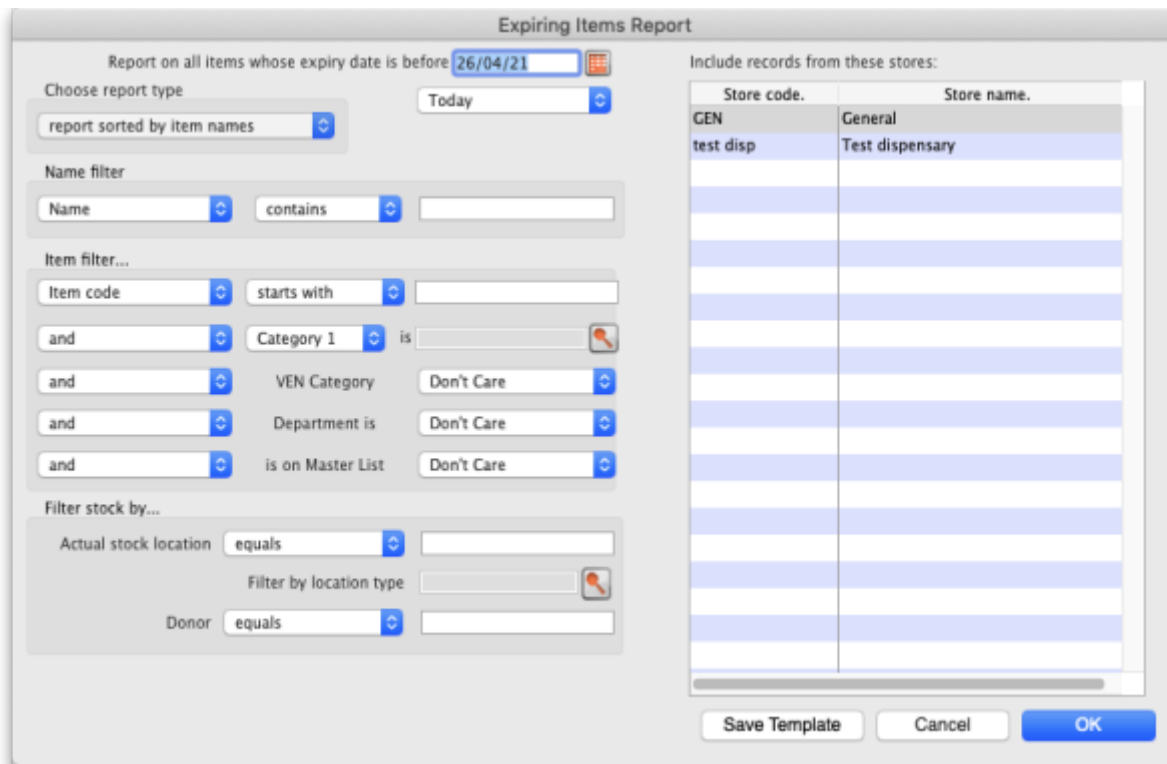 Expiring Items Report
Report on all items whose expiry date is before 26/04/21
Today
Choose report type
report sorted by item names
Name filter
Name contains
Item filter...
Item code starts with
and Category 1 is
and VEN Category Don't Care
and Department is Don't Care
and is on Master List Don't Care
Filter stock by...
Actual stock location equals
Filter by location type
Donor equals
Include records from these stores:
Store code. Store name.
GEN General
test disp Test dispensary
Save Template Cancel OK